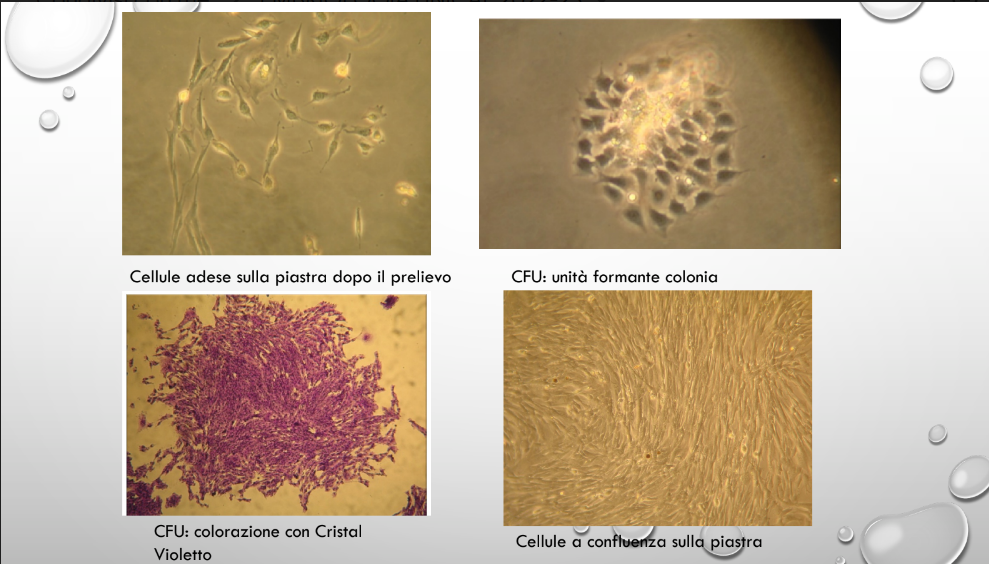 Cellule adese sulla piastra dopo il prelievo
CFU: unità formante colonia
CFU: colorazione con Cristal
Violetto
Cellule a confluenza sulla piastra